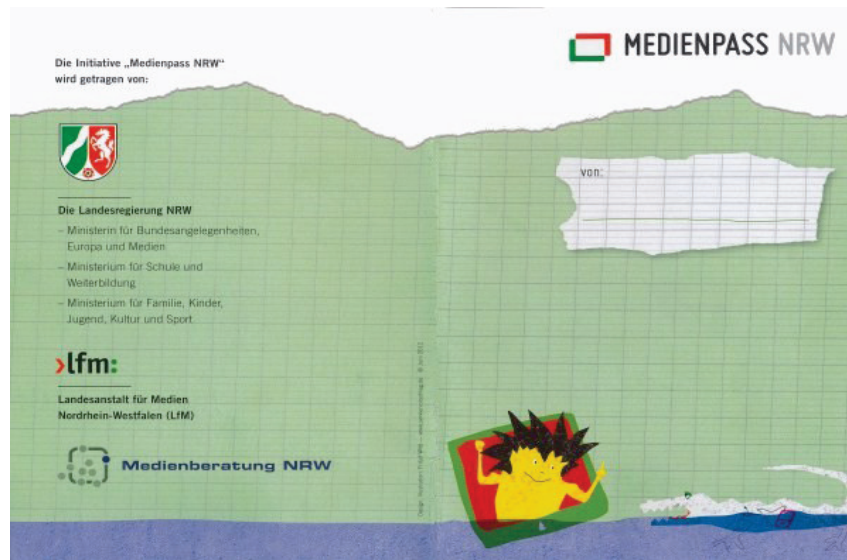 Die Initiative „Medienpass NRW“
wird getragen von:
Die Landesregierung NRW
– Ministerin für Bundesangelegenheiten,
Europa und Medien
– Ministerium für Schule und
Weiterbildung
– Ministerium für Familie, Kinder,
Jugend, Kultur und Sport
›lfm:
Landesanstalt für Medien
Nordrhein-Westfalen (LfM)
Medienberatung NRW
MEDIENPASS NRW
von: